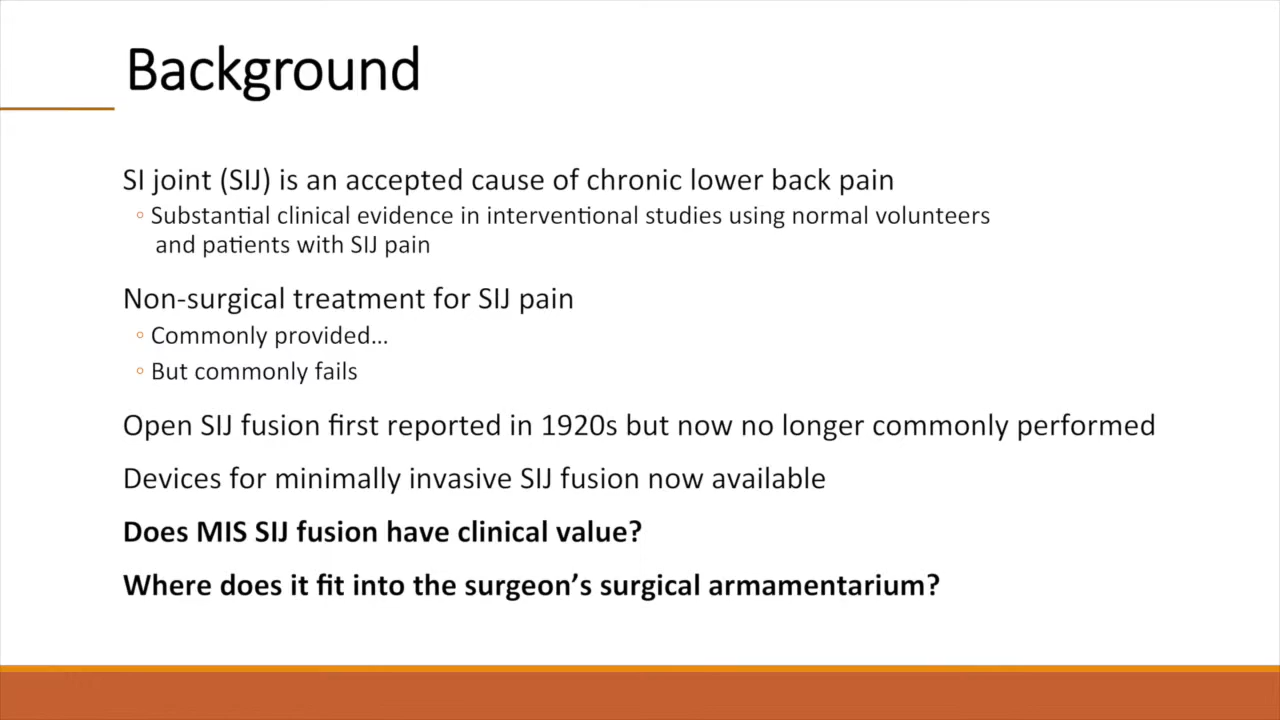 Background
SI joint (SIJ) is an accepted cause of chronic lower back pain
◦ Substantial clinical evidence in interventional studies using normal volunteers
and patients with SIJ pain
Non-surgical treatment for SIJ pain
◦ Commonly provided…
◦ But commonly fails
Open SIJ fusion first reported in 1920s but now no longer commonly performed
Devices for minimally invasive SIJ fusion now available
Does MIS SIJ fusion have clinical value?
Where does it fit into the surgeon’s surgical armamentarium?